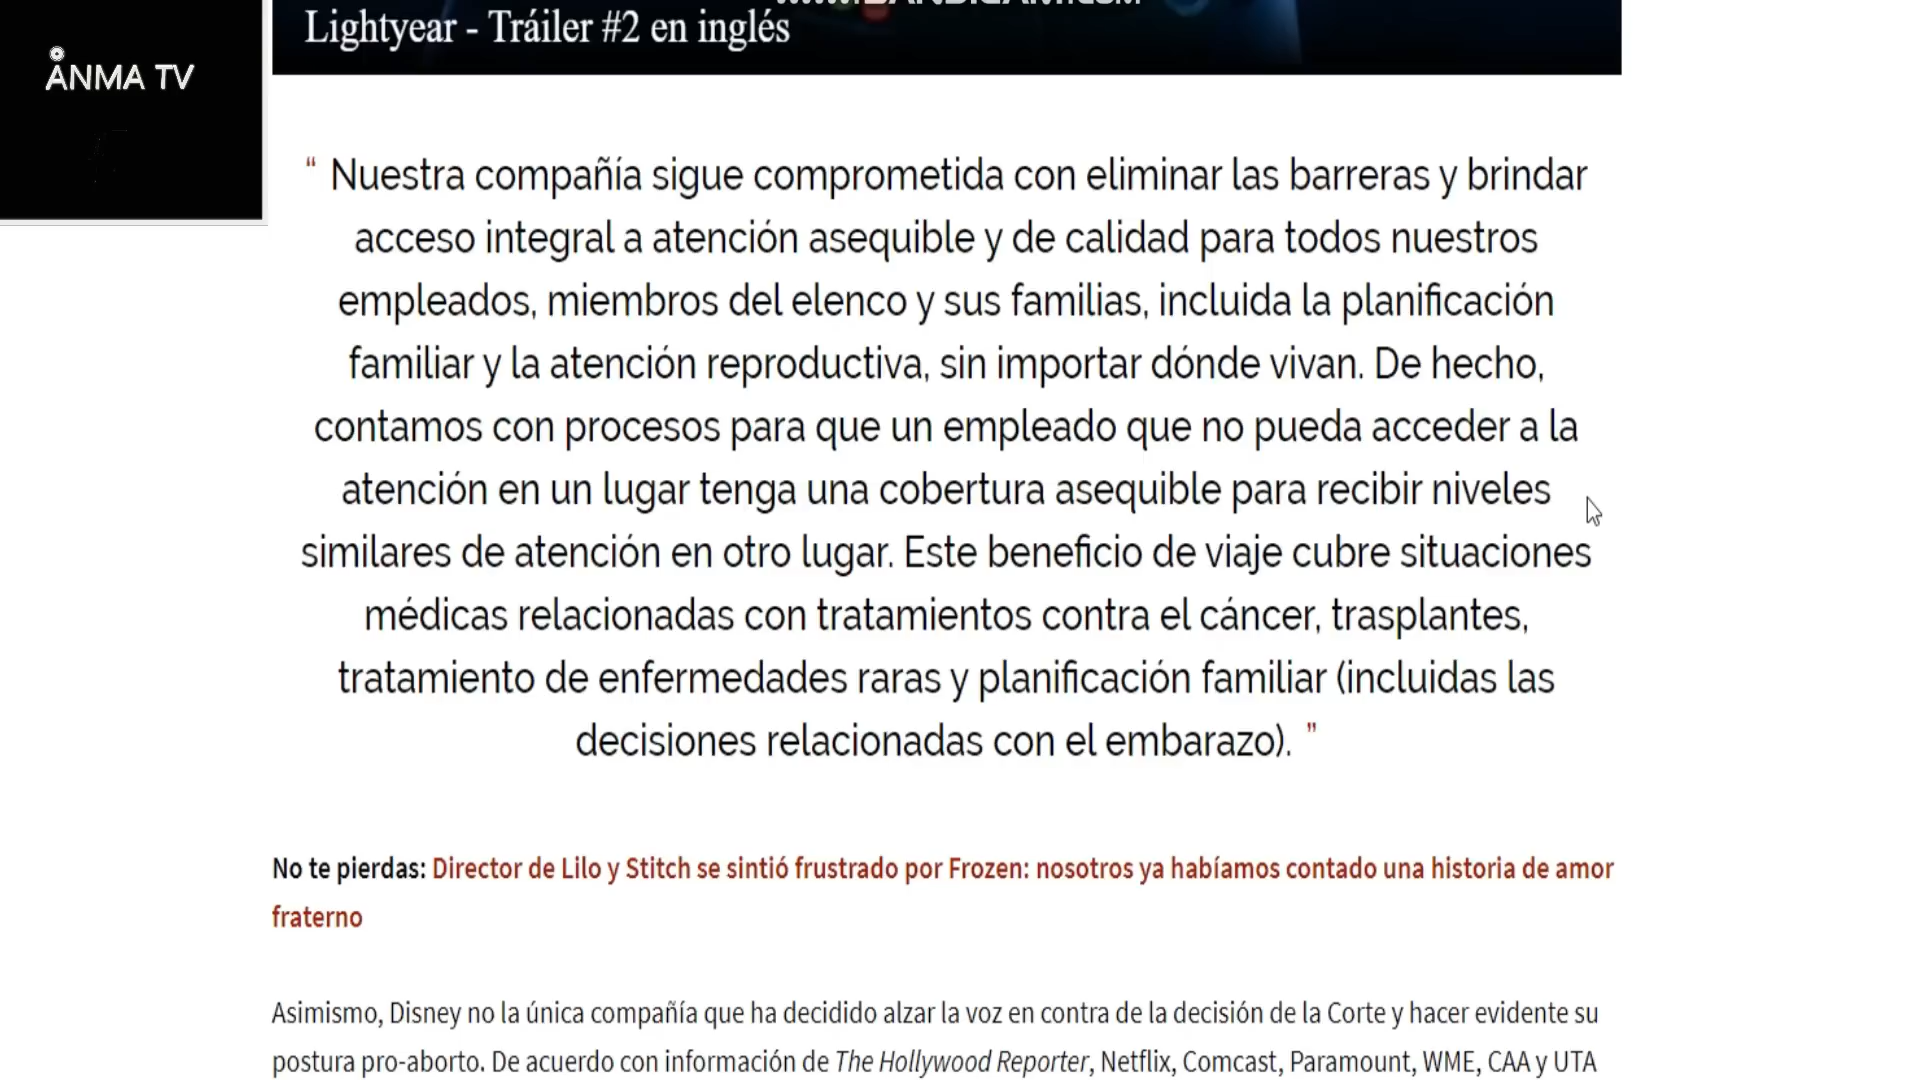 Lightyear - Tráiler #2 en inglés
ÅNMA TV
“ Nuestra compañía sigue comprometida con eliminar las barreras y brindar
acceso integral a atención asequible y de calidad para todos nuestros
empleados, miembros del elenco y sus familias, incluida la planificación
familiar y la atención reproductiva, sin importar dónde vivan. De hecho,
contamos con procesos para que un empleado que no pueda acceder a la
atención en un lugar tenga una cobertura asequible para recibir niveles
similares de atención en otro lugar. Este beneficio de viaje cubre situaciones
médicas relacionadas con tratamientos contra el cáncer, trasplantes,
tratamiento de enfermedades raras y planificación familiar (incluidas las
decisiones relacionadas con el embarazo). ”
No te pierdas: Director de Lilo y Stitch se sintió frustrado por Frozen: nosotros ya habíamos contado una historia de amor
fraterno
Asimismo, Disney no la única compañía que ha decidido alzar la voz en contra de la decisión de la Corte y hacer evidente su
postura pro-aborto. De acuerdo con información de The Hollywood Reporter, Netflix, Comcast, Paramount, WME, CAA y UTA